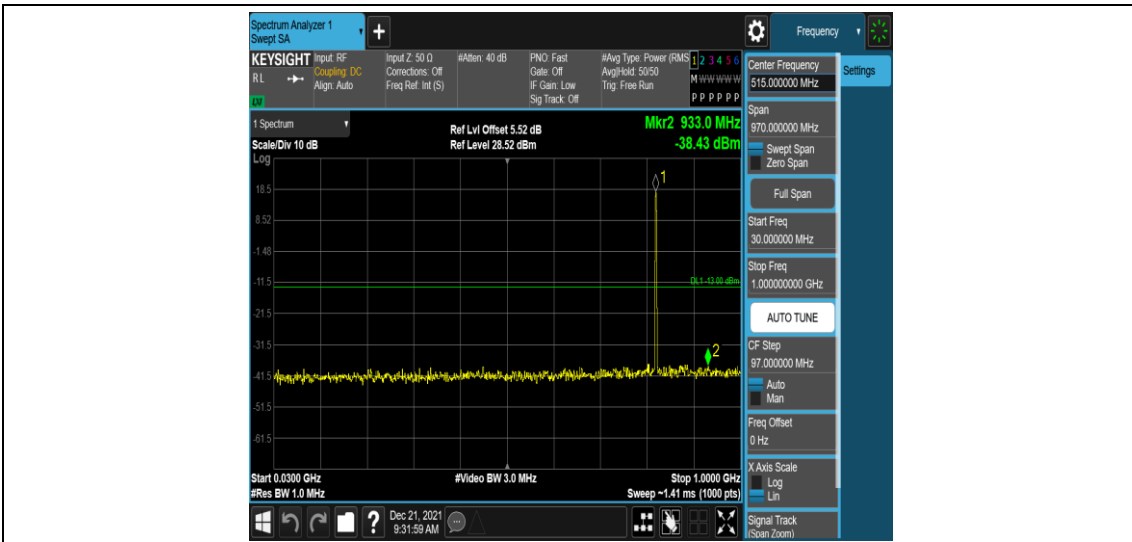 Spectrum Analyzer 1
Swept SA
+
Frequency
KEYSIGHT
RL
LXI
Input: RF
Coupling: DC
Align: Auto
Input Z: 50 Ω
Corrections: Off
Freq Ref: Int (S)
#Atten: 40 dB
PNO: Fast
Gate: Off
IF Gain: Low
Sig Track: Off
#Avg Type: Power (RMS
Avg|Hold: 50/50
Trig: Free Run
1 2 3 4 5 6
M W W W W W
P P P P P P
1 Spectrum
Scale/Div 10 dB
Ref Lvl Offset 5.52 dB
Ref Level 28.52 dBm
Mkr2 933.0 MHz
-38.43 dBm
Log
18.5
8.52
-1.48
-11.5
-21.5
-31.5
-41.5
-51.5
-61.5
1
DL1 -13.00 dBm
2
Start 0.0300 GHz
#Res BW 1.0 MHz
#Video BW 3.0 MHz
Stop 1.0000 GHz
Sweep ~1.41 ms (1000 pts)
?
Dec 21, 2021
9:31:59 AM
Center Frequency
515.000000 MHz
Settings
Span
970.000000 MHz
Swept Span
Zero Span
Full Span
Start Freq
30.000000 MHz
Stop Freq
1.000000000 GHz
AUTO TUNE
CF Step
97.000000 MHz
Auto
Man
Freq Offset
0 Hz
X Axis Scale
Log
Lin
Signal Track
(Span Zoom)